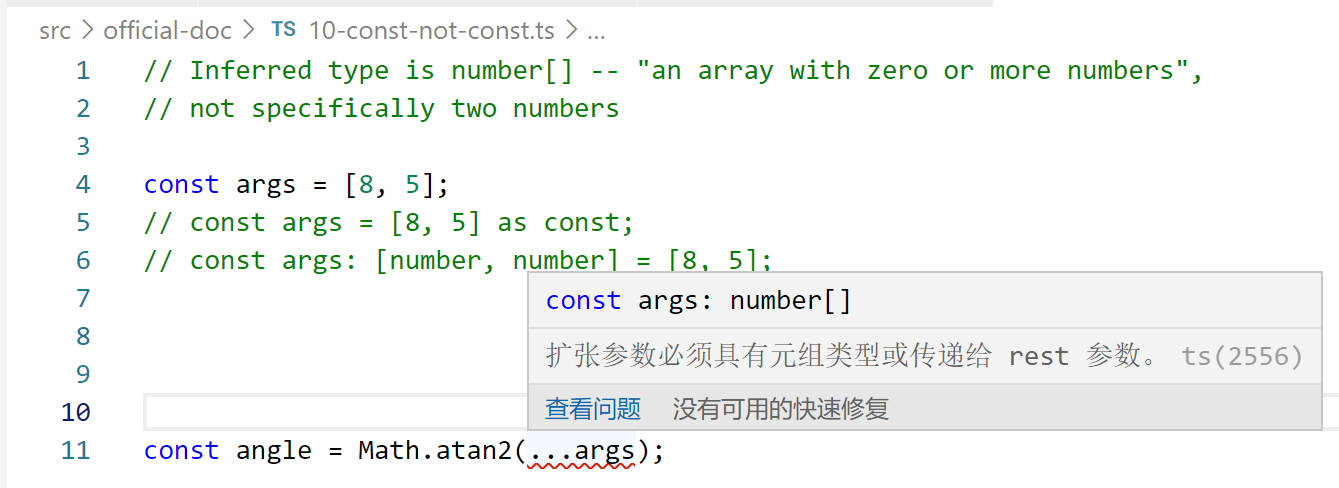 src > official-doc > TS 10-const-not-const.ts > ...
1 // Inferred type is number[] -- "an array with zero or more numbers",
2 // not specifically two numbers
3
4 const args = [8, 5];
5 // const args = [8, 5] as const;
6 // const args: [number, number] = [8, 5];
7 const args: number[]
8 扩张参数必须具有元组类型或传递给 rest 参数。 ts(2556)
9
10 查看问题 没有可用的快速修复
11 const angle = Math.atan2(...args);